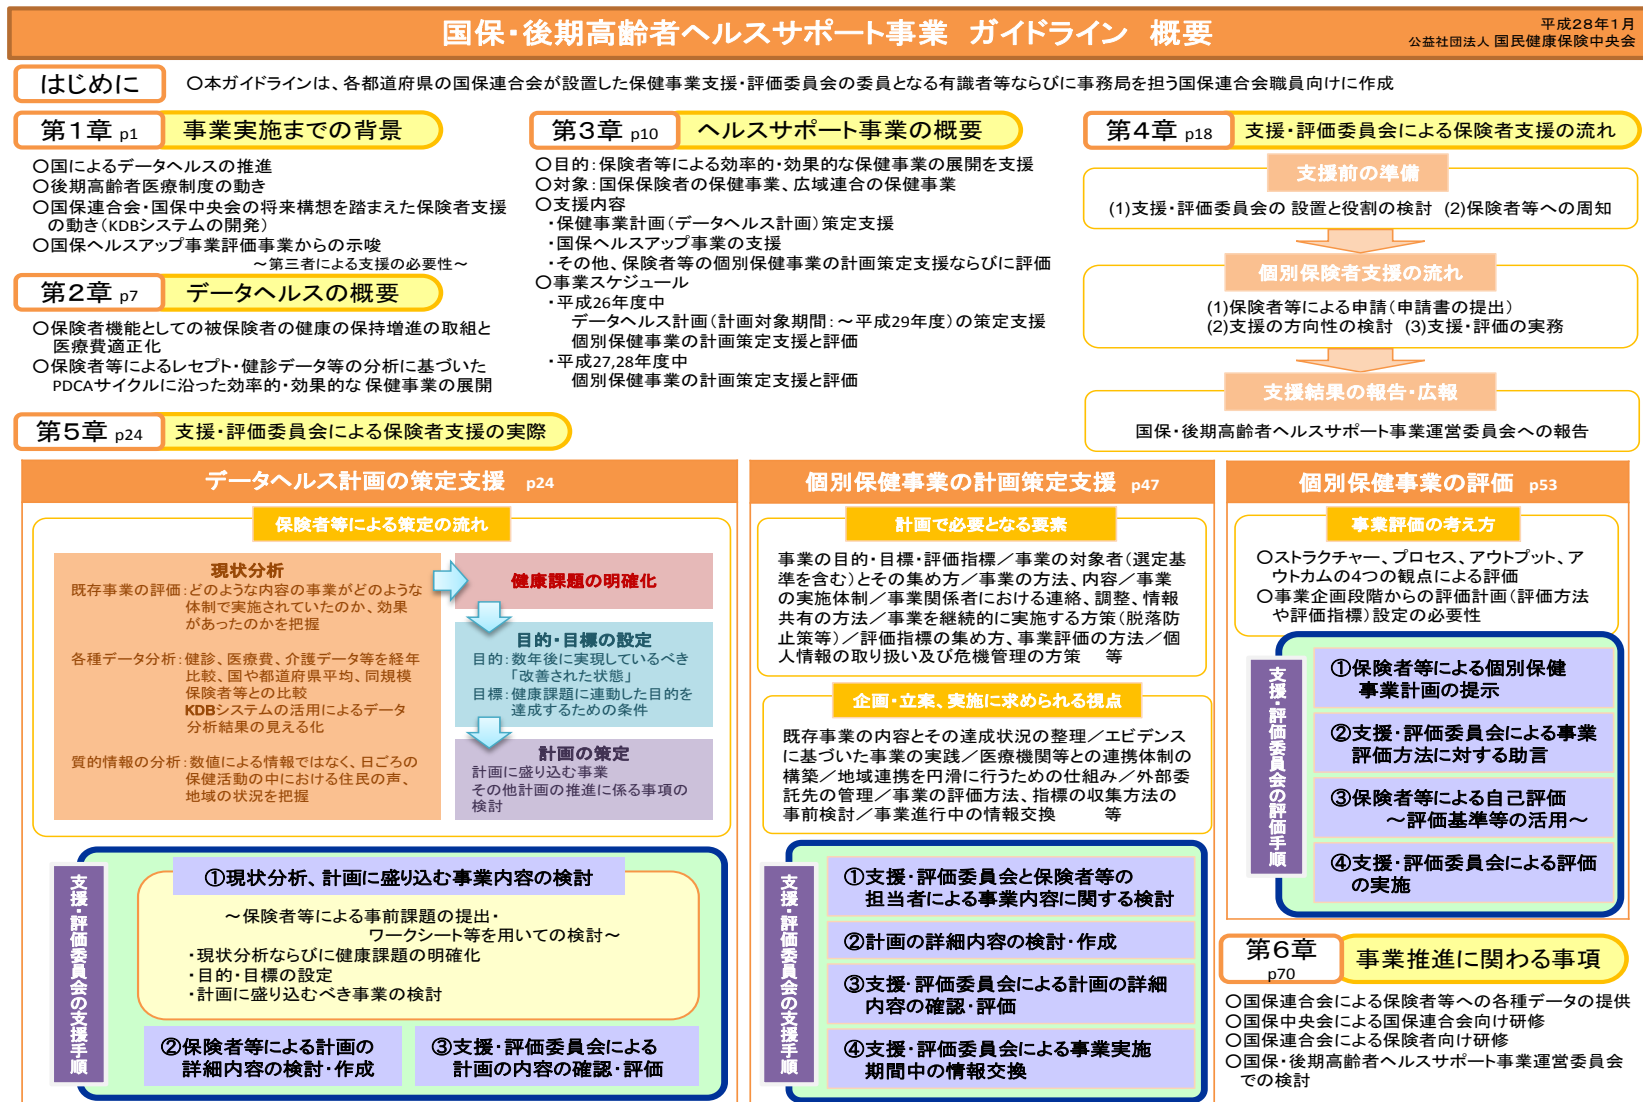 国保・後期高齢者ヘルスサポート事業 ガイドライン 概要
平成28年1月
公益社団法人 国民健康保険中央会
はじめに
○本ガイドラインは、各都道府県の国保連合会が設置した保健事業支援・評価委員会の委員となる有識者等ならびに事務局を担う国保連合会職員向けに作成
第1章 p1 事業実施までの背景
○国によるデータヘルスの推進
○後期高齢者医療制度の動き
○国保連合会・国保中央会の将来構想を踏まえた保険者支援
の動き(KDBシステムの開発)
○国保ヘルスアップ事業評価事業からの示唆
～第三者による支援の必要性～
第2章 p7 データヘルスの概要
○保険者機能としての被保険者の健康の保持増進の取組と
医療費適正化
○保険者等によるレセプト・健診データ等の分析に基づいた
PDCAサイクルに沿った効率的・効果的な 保健事業の展開
第3章 p10 ヘルスサポート事業の概要
○目的：保険者等による効率的・効果的な保健事業の展開を支援
○対象：国保保険者の保健事業、広域連合の保健事業
○支援内容
・保健事業計画(データヘルス計画)策定支援
・国保ヘルスアップ事業の支援
・その他、保険者等の個別保健事業の計画策定支援ならびに評価
○事業スケジュール
・平成26年度中
データヘルス計画(計画対象期間：～平成29年度)の策定支援
個別保健事業の計画策定支援と評価
・平成27,28年度中
個別保健事業の計画策定支援と評価
第4章 p18 支援・評価委員会による保険者支援の流れ
支援前の準備
(1)支援・評価委員会の 設置と役割の検討 (2)保険者等への周知
個別保険者支援の流れ
(1)保険者等による申請(申請書の提出)
(2)支援の方向性の検討 (3)支援・評価の実務
支援結果の報告・広報
国保・後期高齢者ヘルスサポート事業運営委員会への報告
第5章 p24 支援・評価委員会による保険者支援の実際
データヘルス計画の策定支援 p24
保険者等による策定の流れ
現状分析
既存事業の評価：どのような内容の事業がどのような
体制で実施されていたのか、効果
があったのかを把握
各種データ分析：健診、医療費、介護データ等を経年
比較、国や都道府県平均、同規模
保険者等との比較
KDBシステムの活用によるデータ
分析結果の見える化
質的情報の分析：数値による情報ではなく、日ごろの
保健活動の中における住民の声、
地域の状況を把握
健康課題の明確化
目的・目標の設定
目的：数年後に実現しているべき
「改善された状態」
目標：健康課題に連動した目的を
達成するための条件
計画の策定
計画に盛り込む事業
その他計画の推進に係る事項の
検討
支援・評価委員会の支援手順
①現状分析、計画に盛り込む事業内容の検討
～保険者等による事前課題の提出・
ワークシート等を用いての検討～
・現状分析ならびに健康課題の明確化
・目的・目標の設定
・計画に盛り込むべき事業の検討
②保険者等による計画の
詳細内容の検討・作成
③支援・評価委員会による
計画の内容の確認・評価
個別保健事業の計画策定支援 p47
計画で必要となる要素
事業の目的・目標・評価指標／事業の対象者(選定基
準を含む)とその集め方／事業の方法、内容／事業
の実施体制／事業関係者における連絡、調整、情報
共有の方法／事業を継続的に実施する方策(脱落防
止策等)／評価指標の集め方、事業評価の方法／個
人情報の取り扱い及び危機管理の方策 等
企画・立案、実施に求められる視点
既存事業の内容とその達成状況の整理／エビデンス
に基づいた事業の実践／医療機関等との連携体制の
構築／地域連携を円滑に行うための仕組み／外部委
託先の管理／事業の評価方法、指標の収集方法の
事前検討／事業進行中の情報交換 等
支援・評価委員会の支援手順
①支援・評価委員会と保険者等の
担当者による事業内容に関する検討
②計画の詳細内容の検討・作成
③支援・評価委員会による計画の詳細
内容の確認・評価
④支援・評価委員会による事業実施
期間中の情報交換
個別保健事業の評価 p53
事業評価の考え方
○ストラクチャー、プロセス、アウトプット、ア
ウトカムの4つの観点による評価
○事業企画段階からの評価計画(評価方法
や評価指標)設定の必要性
支援・評価委員会の評価手順
①保険者等による個別保健
事業計画の提示
②支援・評価委員会による事業
評価方法に対する助言
③保険者等による自己評価
～評価基準等の活用～
④支援・評価委員会による評価
の実施
第6章 p70 事業推進に関わる事項
○国保連合会による保険者等への各種データの提供
○国保中央会による国保連合会向け研修
○国保連合会による保険者向け研修
○国保・後期高齢者ヘルスサポート事業運営委員会
での検討